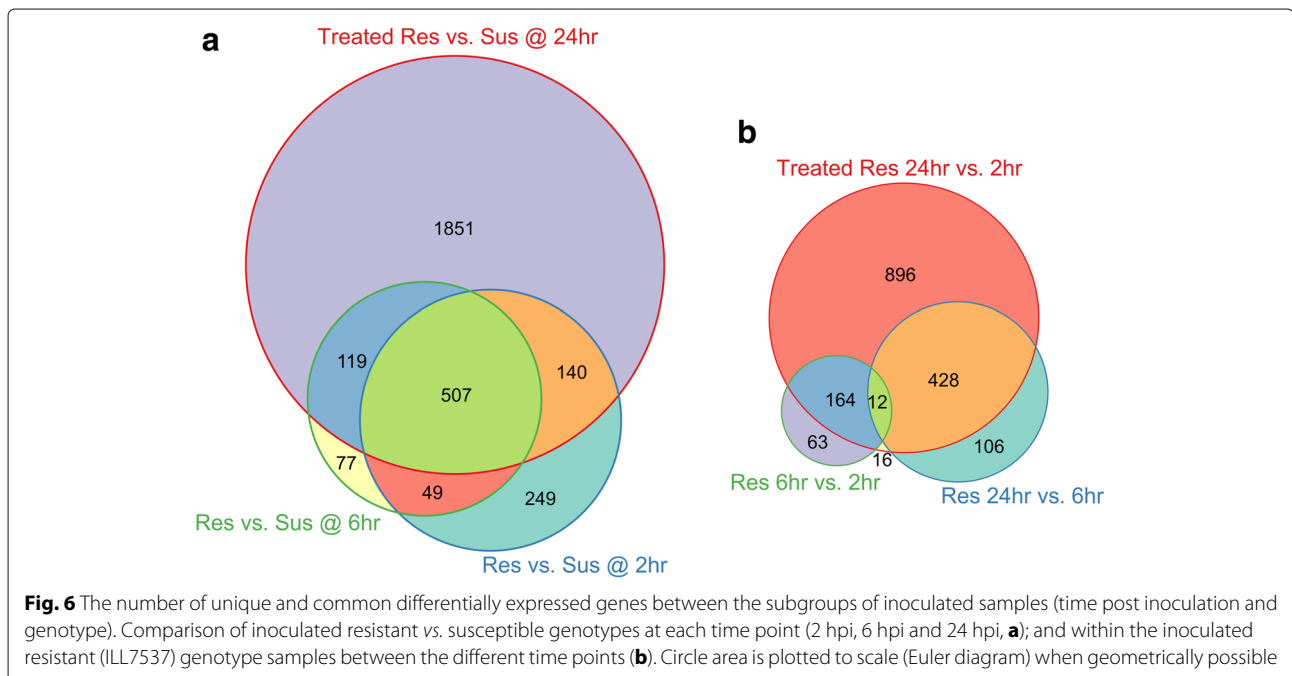 a
Treated Res vs. Sus @ 24hr
1851
119
507
140
77
49
249
Res vs. Sus @ 6hr
Res vs. Sus @ 2hr
b
Treated Res 24hr vs. 2hr
896
428
164
12
63
16
106
Res 6hr vs. 2hr
Res 24hr vs. 6hr
Fig. 6 The number of unique and common differentially expressed genes between the subgroups of inoculated samples (time post inoculation and
genotype). Comparison of inoculated resistant vs. susceptible genotypes at each time point (2 hpi, 6 hpi and 24 hpi, a); and within the inoculated
resistant (ILL7537) genotype samples between the different time points (b). Circle area is plotted to scale (Euler diagram) when geometrically possible